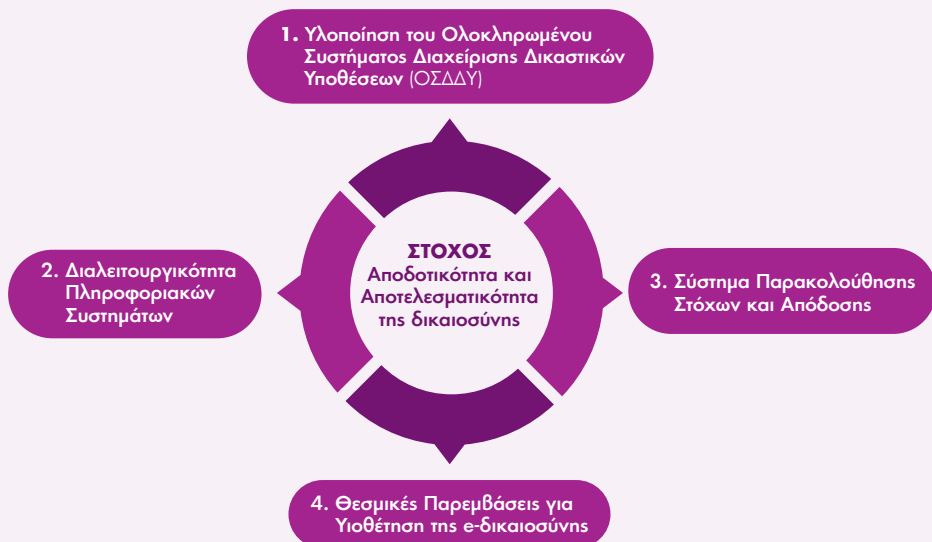 1. Υλοποίηση του Ολοκληρωμένου
Συστήματος Διαχείρισης Δικαστικών
Υποθέσεων (ΟΣΔΔΥ)
2. Διαλειτουργικότητα
Πληροφοριακών
Συστημάτων
ΣΤΟΧΟΣ
Αποδοτικότητα και
Αποτελεσματικότητα
της δικαιοσύνης
3. Σύστημα Παρακολούθησης
Στόχων και Απόδοσης
4. Θεσμικές Παρεμβάσεις για
Υιοθέτηση της e-δικαιοσύνης